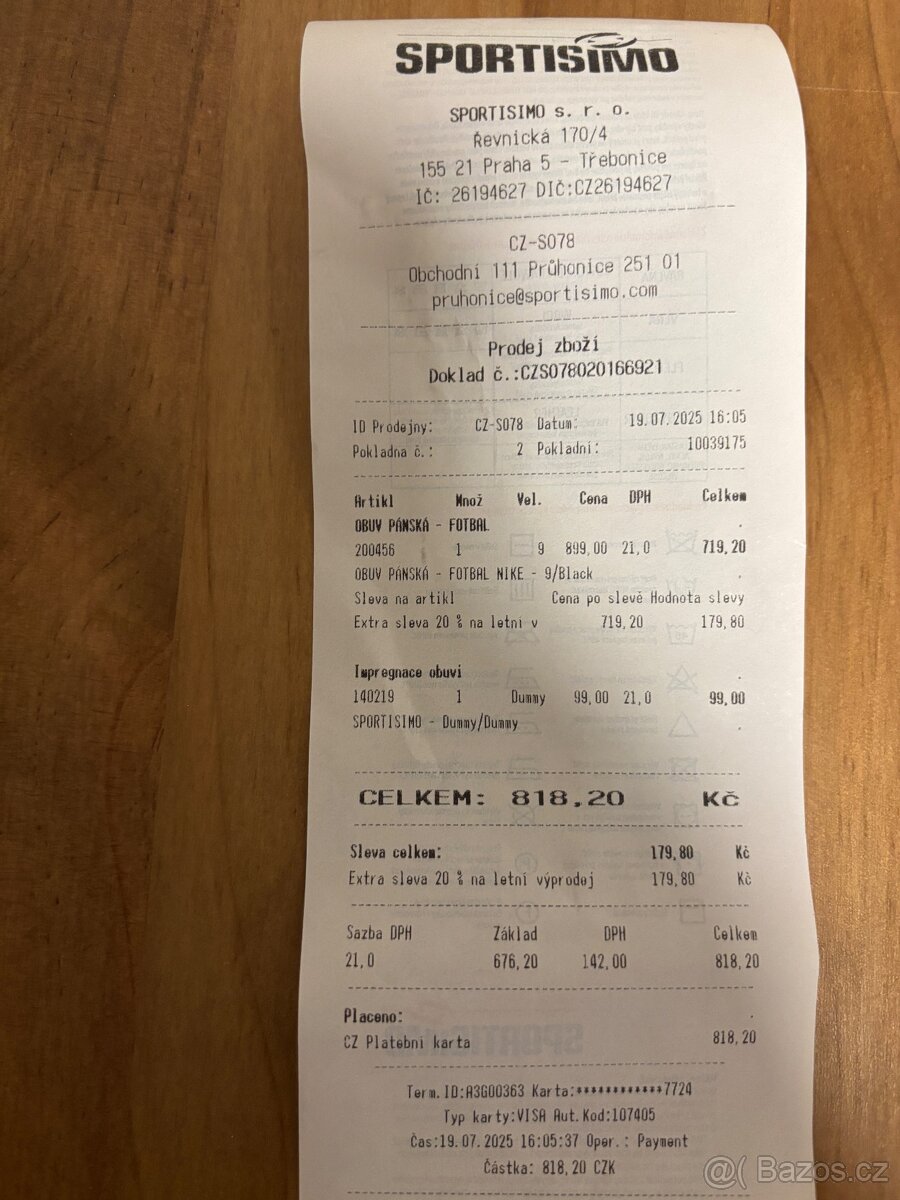 SPORTISIMO
SPORTISIMO s. r. o.
Řevnická 170/4
155 21 Praha 5 - Třebonice
IČ: 26194627 DIČ:CZ26194627
CZ-S078
Obchodní 111 Průhonice 251 01
pruhonice@sportisimo.com
Prodej zboží
Doklad č.:CZS078020166921
ID Prodejny: CZ-S078 Datum: 19.07.2025 16:05
Pokladna č.: 2 Pokladní: 10039175
Artikl Množ Vel. Cena DPH Celkem
OBUV PÁNSKÁ - FOTBAL
200456 1 9 899,00 21,0 719,20
OBUV PÁNSKÁ - FOTBAL NIKE - 9/Black
Sleva na artikl Cena po slevě Hodnota slevy
Extra sleva 20 % na letní v 719,20 179,80
Impregnace obuvi
140219 1 Dummy 99,00 21,0 99,00
SPORTISIMO - Dummy/Dummy
CELKEM: 818,20 Kč
Sleva celkem: 179,80 Kč
Extra sleva 20 % na letní výprodej 179,80 Kč
Sazba DPH Základ DPH Celkem
21,0 676,20 142,00 818,20
Placeno:
CZ Platební karta 818,20
Term.ID:A3G00363 Karta:************7724
Typ karty:VISA Aut.Kod:107405
Čas:19.07.2025 16:05:37 Oper.: Payment
Částka: 818,20 CZK
@( Bazos.cz